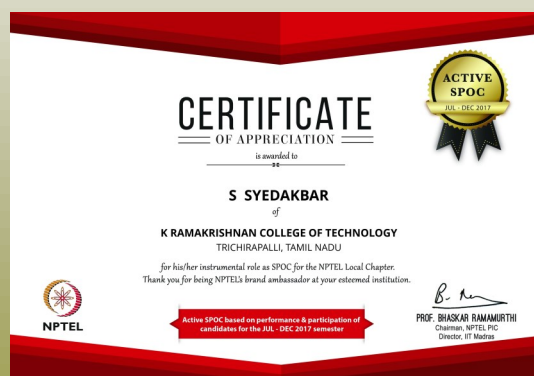 CERTIFICATE
OF APPRECIATION
is awarded to
ACTIVE
SPOC
JUL - DEC 2017
S SYEDAKBAR
of
K RAMAKRISHNAN COLLEGE OF TECHNOLOGY
TRICHIRAPALLI, TAMIL NADU
for his/her instrumental role as SPOC for the NPTEL Local Chapter.
Thank you for being NPTEL's brand ambassador at your esteemed institution.
NPTEL
Active SPOC based on performance & participation of
candidates for the JUL - DEC 2017 semester
PROF. BHASKAR RAMAMURTHI
Chairman, NPTEL PIC
Director, IIT Madras